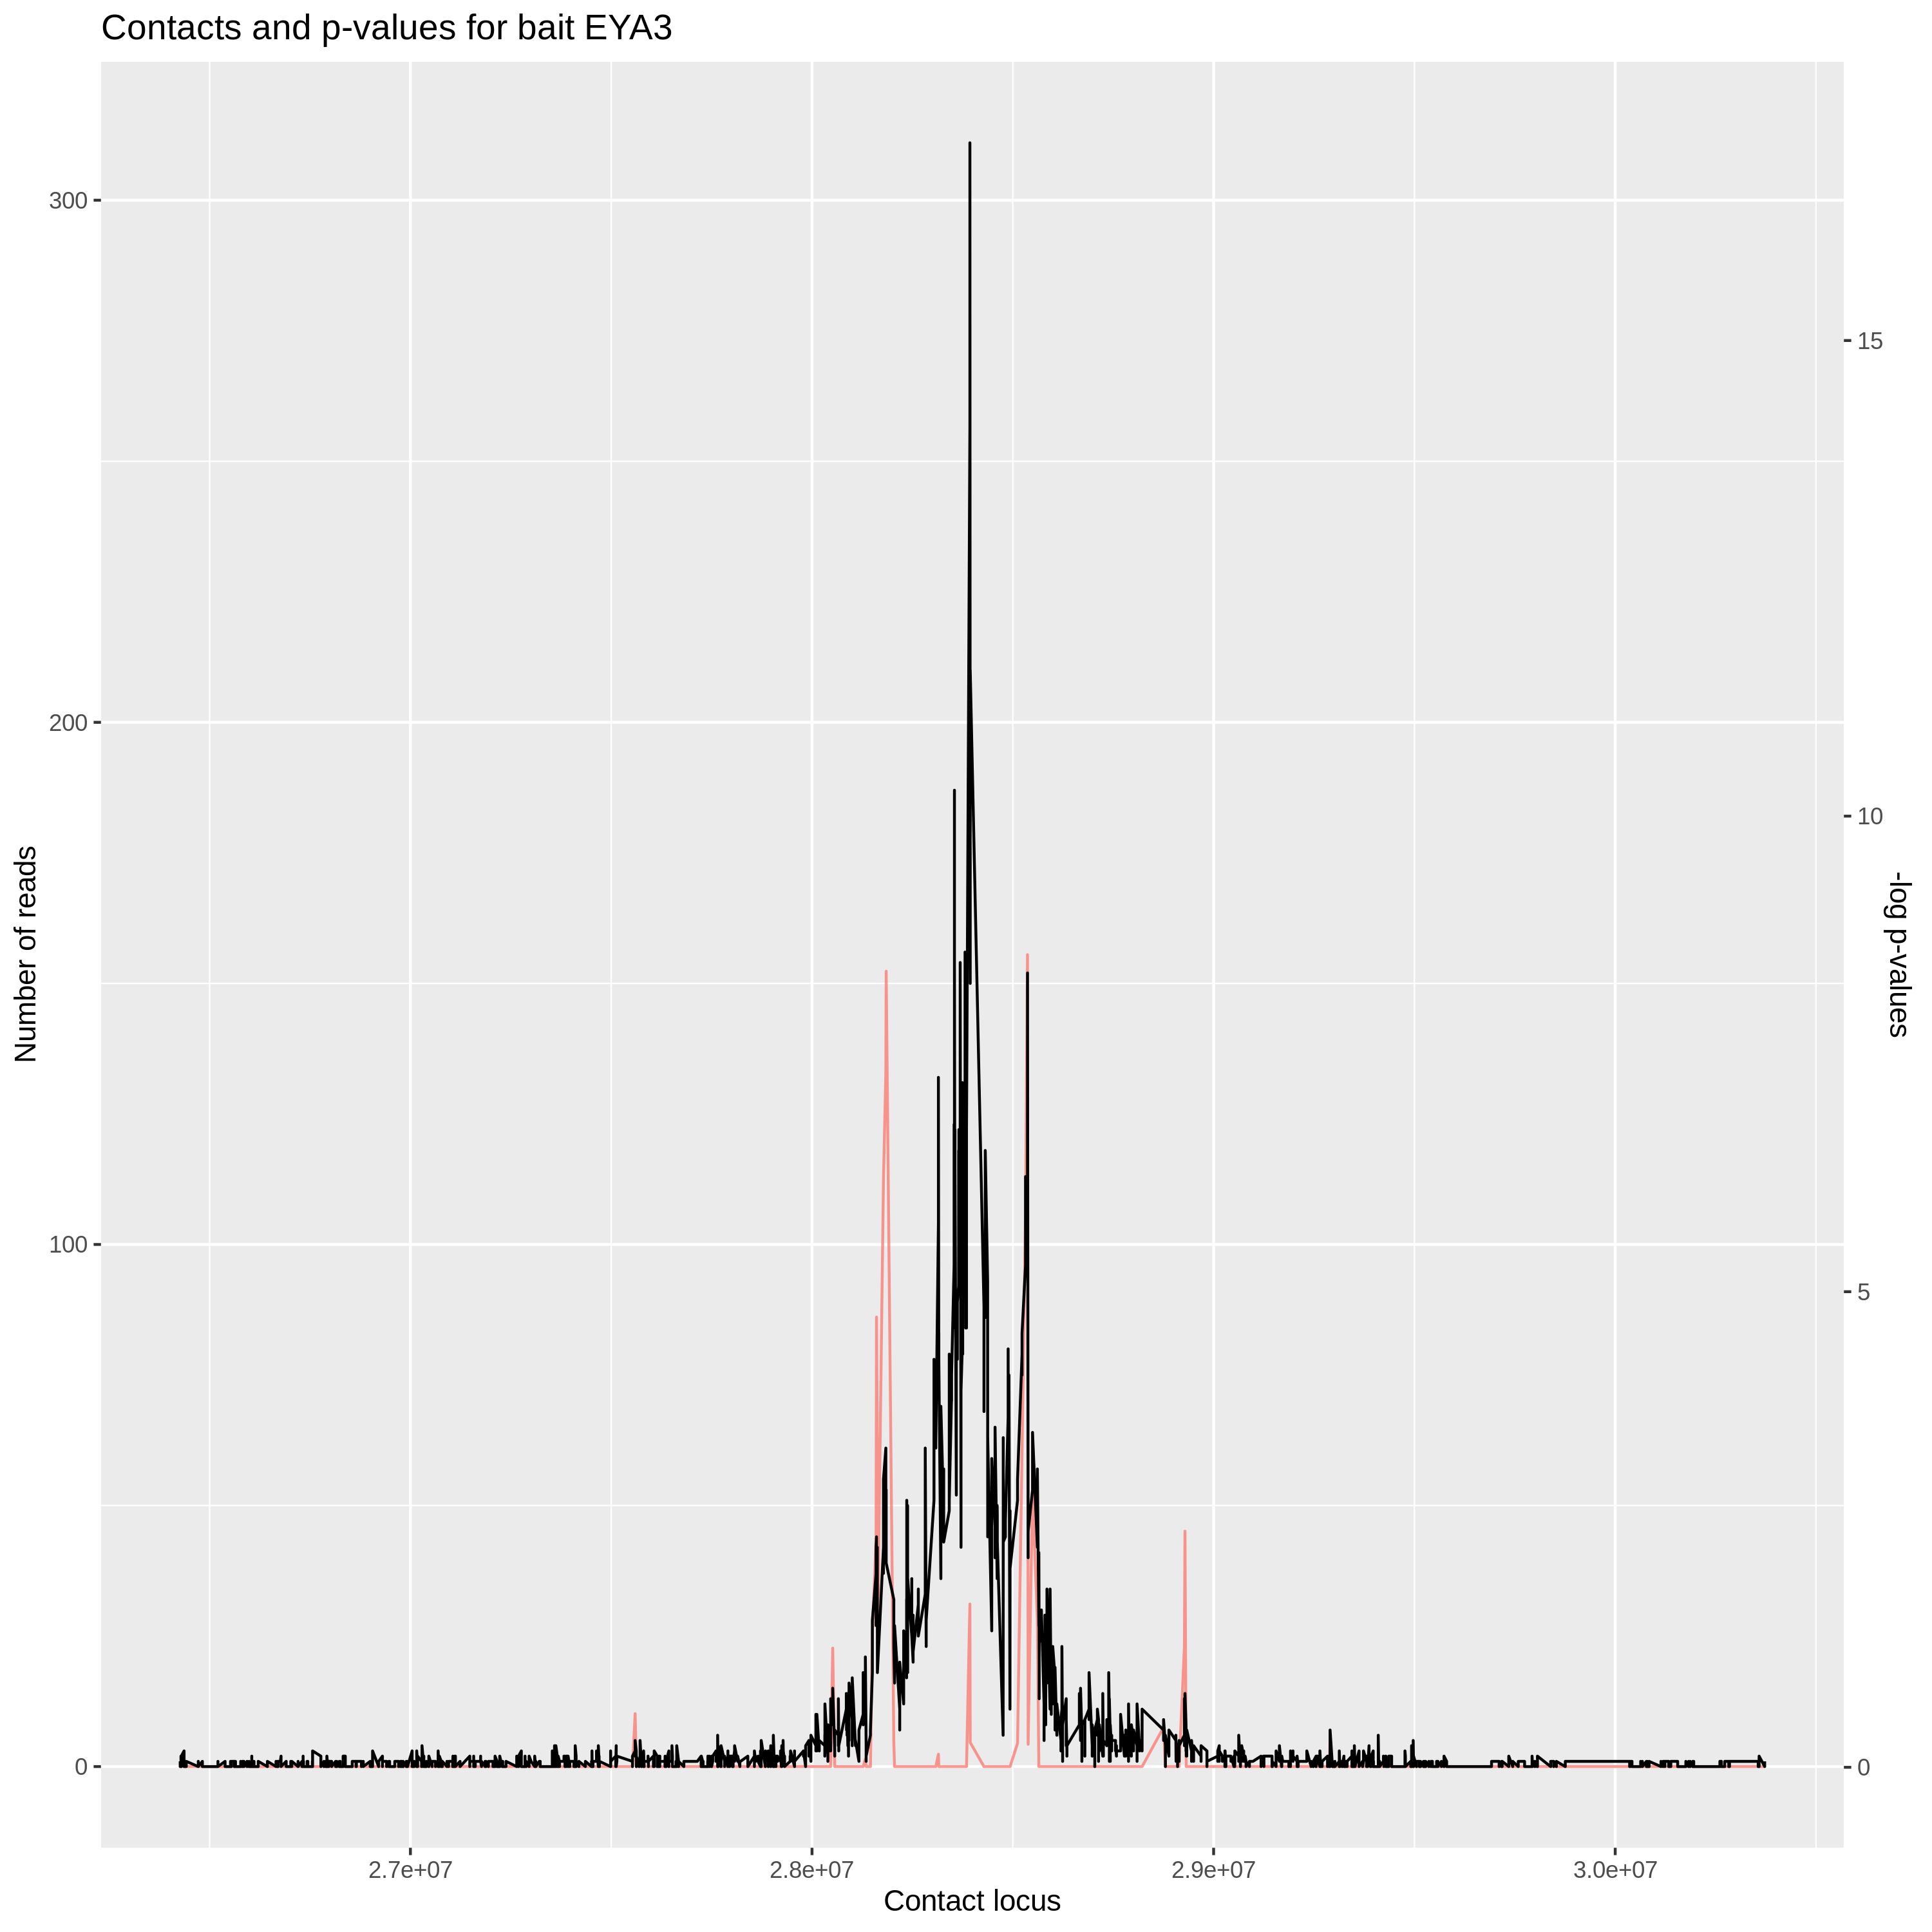 Contacts and p-values for bait EYA3
300
200
100
0
Number of reads
15
10
5
0
-log p-values
2.7e+07
2.8e+07
2.9e+07
3.0e+07
Contact locus